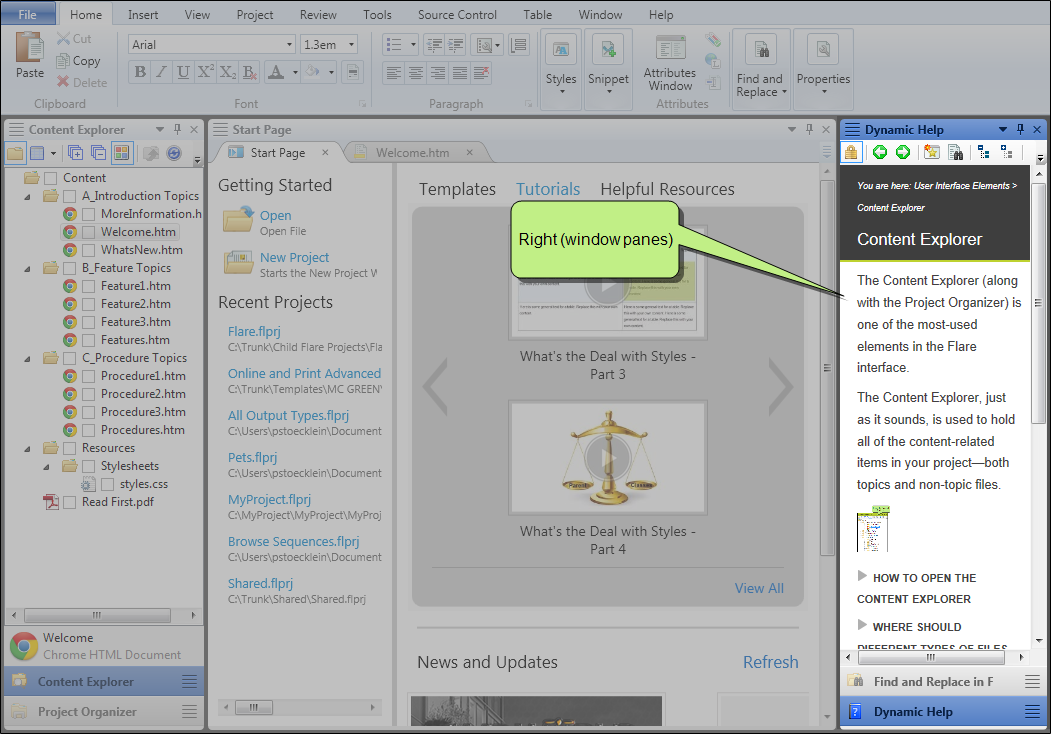 File Home Insert View Project Review Tools Source Control Table Window Help
Paste
Cut
Copy
Delete
Clipboard
Arial 1.3em
B I U X² X₂ B A
Font
Paragraph
Styles
Snippet
Attributes
Window
Attributes
Find and
Replace
Properties
Content Explorer
Content
A_Introduction Topics
MoreInformation.h
Welcome.htm
WhatsNew.htm
B_Feature Topics
Feature1.htm
Feature2.htm
Feature3.htm
Features.htm
C_Procedure Topics
Procedure1.htm
Procedure2.htm
Procedure3.htm
Procedures.htm
Resources
Stylesheets
styles.css
Read First.pdf
Welcome
Chrome HTML Document
Content Explorer
Project Organizer
Start Page
Start Page Welcome.htm
Getting Started
Open
Open File
New Project
Starts the New Project W
Recent Projects
Flare.flprj
C:\Trunk\Child Flare Projects\Fla
Online and Print Advanced
C:\Trunk\Templates\MC GREEN\
All Output Types.flprj
C:\Users\pstoecklein\Document
Pets.flprj
C:\Users\pstoecklein\Document
MyProject.flprj
C:\MyProject\MyProject\MyProj
Browse Sequences.flprj
C:\Users\pstoecklein\Document
Shared.flprj
C:\Trunk\Shared\Shared.flprj
Templates Tutorials Helpful Resources
Right (window panes)
What's the Deal with Styles -
Part 3
What's the Deal with Styles -
Part 4
View All
News and Updates Refresh
Dynamic Help
You are here: User Interface Elements >
Content Explorer
Content Explorer
The Content Explorer (along
with the Project Organizer) is
one of the most-used
elements in the Flare
interface.
The Content Explorer, just
as it sounds, is used to hold
all of the content-related
items in your project—both
topics and non-topic files.
HOW TO OPEN THE
CONTENT EXPLORER
WHERE SHOULD
DIFFERENT TYPES OF FILES
Find and Replace in F
Dynamic Help